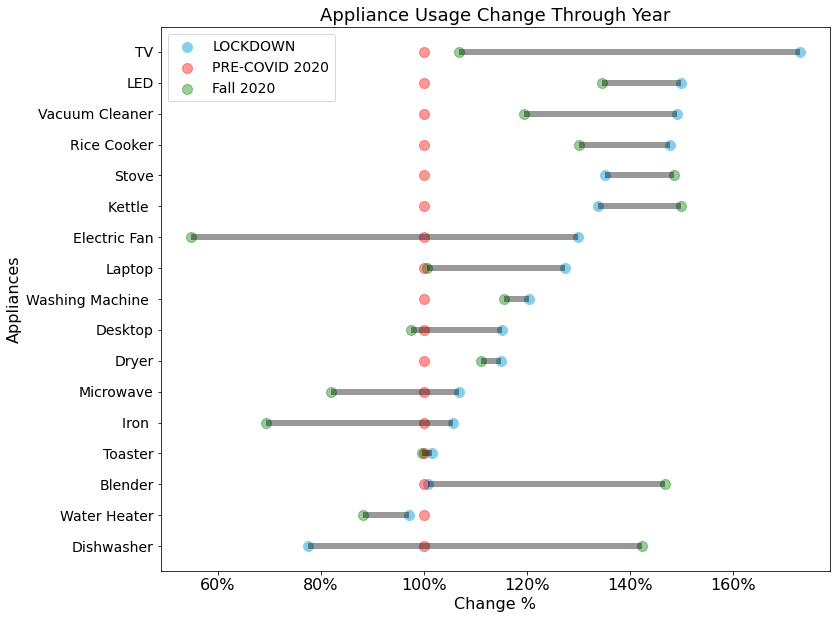 Appliance Usage Change Through Year
LOCKDOWN
PRE-COVID 2020
Fall 2020
Appliances
TV
LED
Vacuum Cleaner
Rice Cooker
Stove
Kettle
Electric Fan
Laptop
Washing Machine
Desktop
Dryer
Microwave
Iron
Toaster
Blender
Water Heater
Dishwasher
60% 80% 100% 120% 140% 160%
Change %